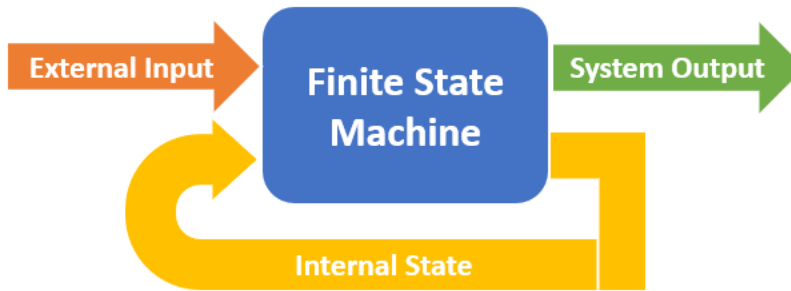 External Input
Finite State
Machine
System Output
Internal State